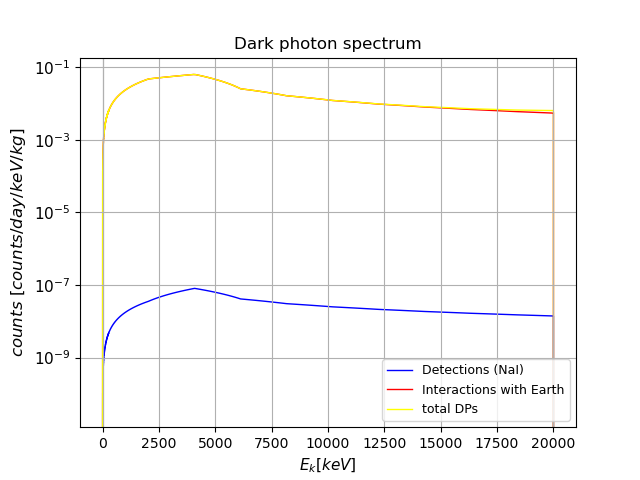 Dark photon spectrum
counts [counts/day/keV/kg]
10⁻¹
10⁻³
10⁻⁵
10⁻⁷
10⁻⁹
Detections (NaI)
Interactions with Earth
total DPs
0 2500 5000 7500 10000 12500 15000 17500 20000
Eₖ[keV]